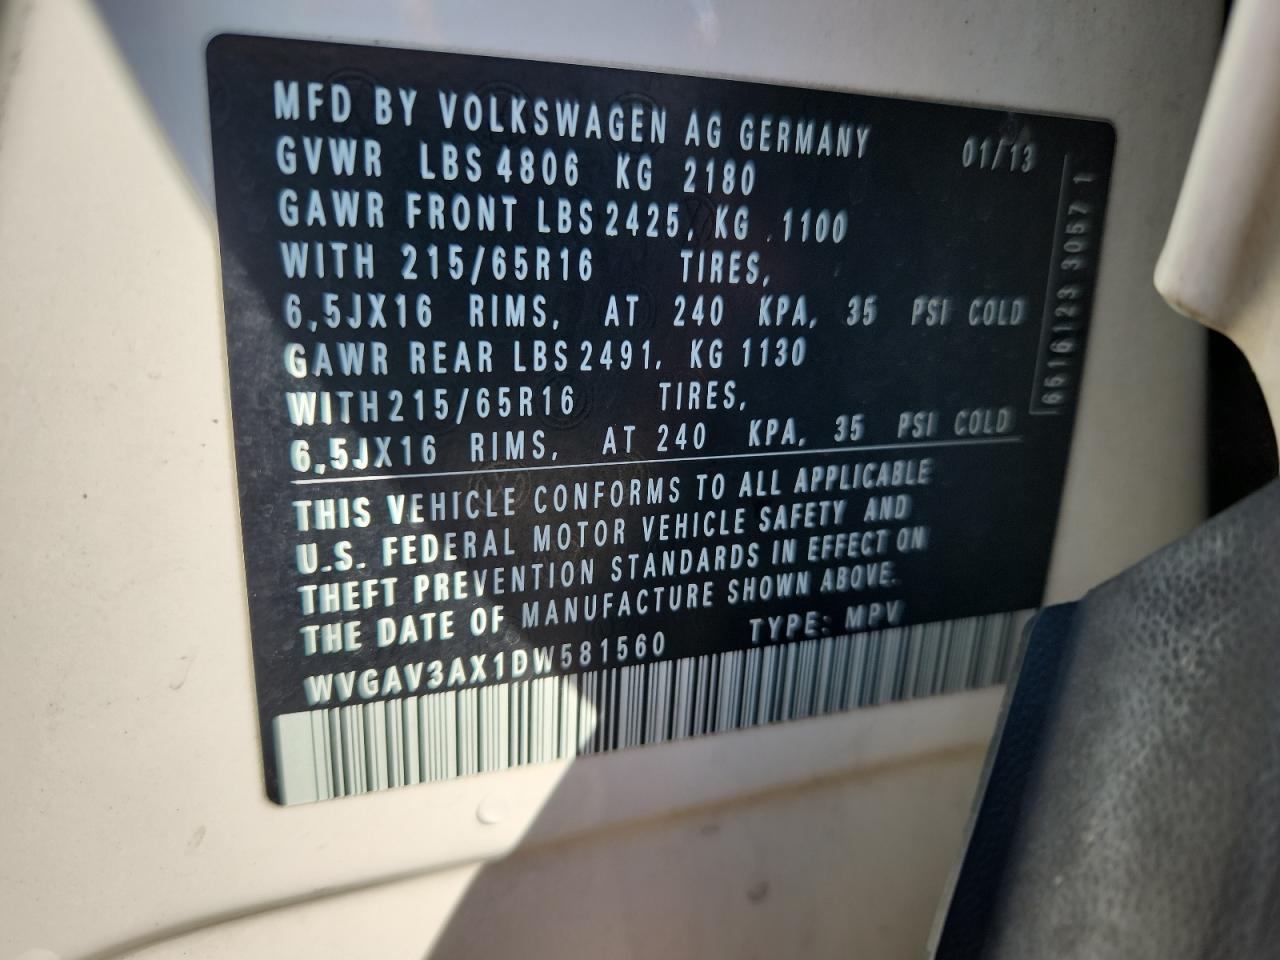 MFD BY VOLKSWAGEN AG GERMANY 01/13
GVWR LBS 4806 KG 2180
GAWR FRONT LBS 2425, KG 1100
WITH 215/65R16 TIRES,
6,5JX16 RIMS, AT 240 KPA, 35 PSI COLD
GAWR REAR LBS 2491, KG 1130
WITH 215/65R16 TIRES,
6,5JX16 RIMS, AT 240 KPA, 35 PSI COLD
THIS VEHICLE CONFORMS TO ALL APPLICABLE
U.S. FEDERAL MOTOR VEHICLE SAFETY AND
THEFT PREVENTION STANDARDS IN EFFECT ON
THE DATE OF MANUFACTURE SHOWN ABOVE.
WVGAV3AX1DW581560 TYPE: MPV
6516123 30571